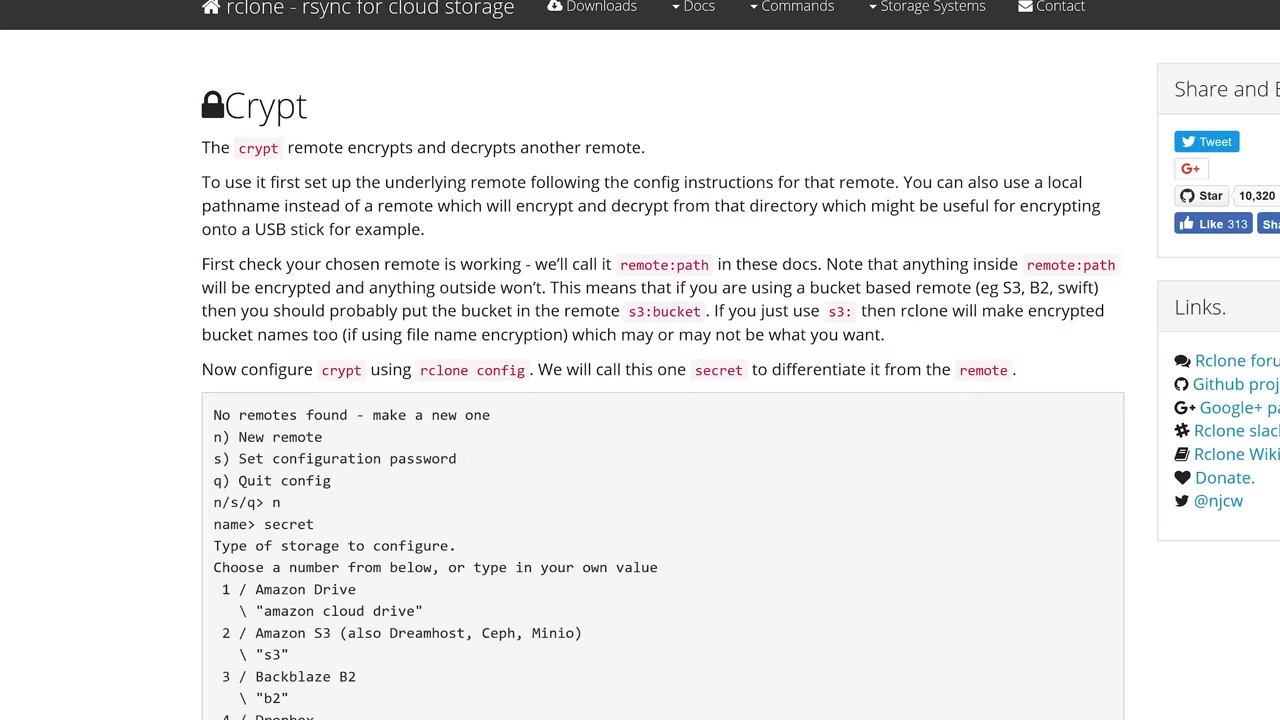 rclone - rsync for cloud storage Downloads Docs Commands Storage Systems Contact
Crypt
The crypt remote encrypts and decrypts another remote.
To use it first set up the underlying remote following the config instructions for that remote. You can also use a local
pathname instead of a remote which will encrypt and decrypt from that directory which might be useful for encrypting
onto a USB stick for example.
First check your chosen remote is working - we’ll call it remote:path in these docs. Note that anything inside remote:path
will be encrypted and anything outside won’t. This means that if you are using a bucket based remote (eg S3, B2, swift)
then you should probably put the bucket in the remote s3:bucket. If you just use s3: then rclone will make encrypted
bucket names too (if using file name encryption) which may or may not be what you want.
Now configure crypt using rclone config. We will call this one secret to differentiate it from the remote.
No remotes found - make a new one
n) New remote
s) Set configuration password
q) Quit config
n/s/q> n
name> secret
Type of storage to configure.
Choose a number from below, or type in your own value
1 / Amazon Drive
\ "amazon cloud drive"
2 / Amazon S3 (also Dreamhost, Ceph, Minio)
\ "s3"
3 / Backblaze B2
\ "b2"
4 / Dropbox
Share and
Tweet
G+
Star 10,320
Like 313
Links.
Rclone
Github
Google+
Rclone
Rclone Wiki
Donate.
@njcw